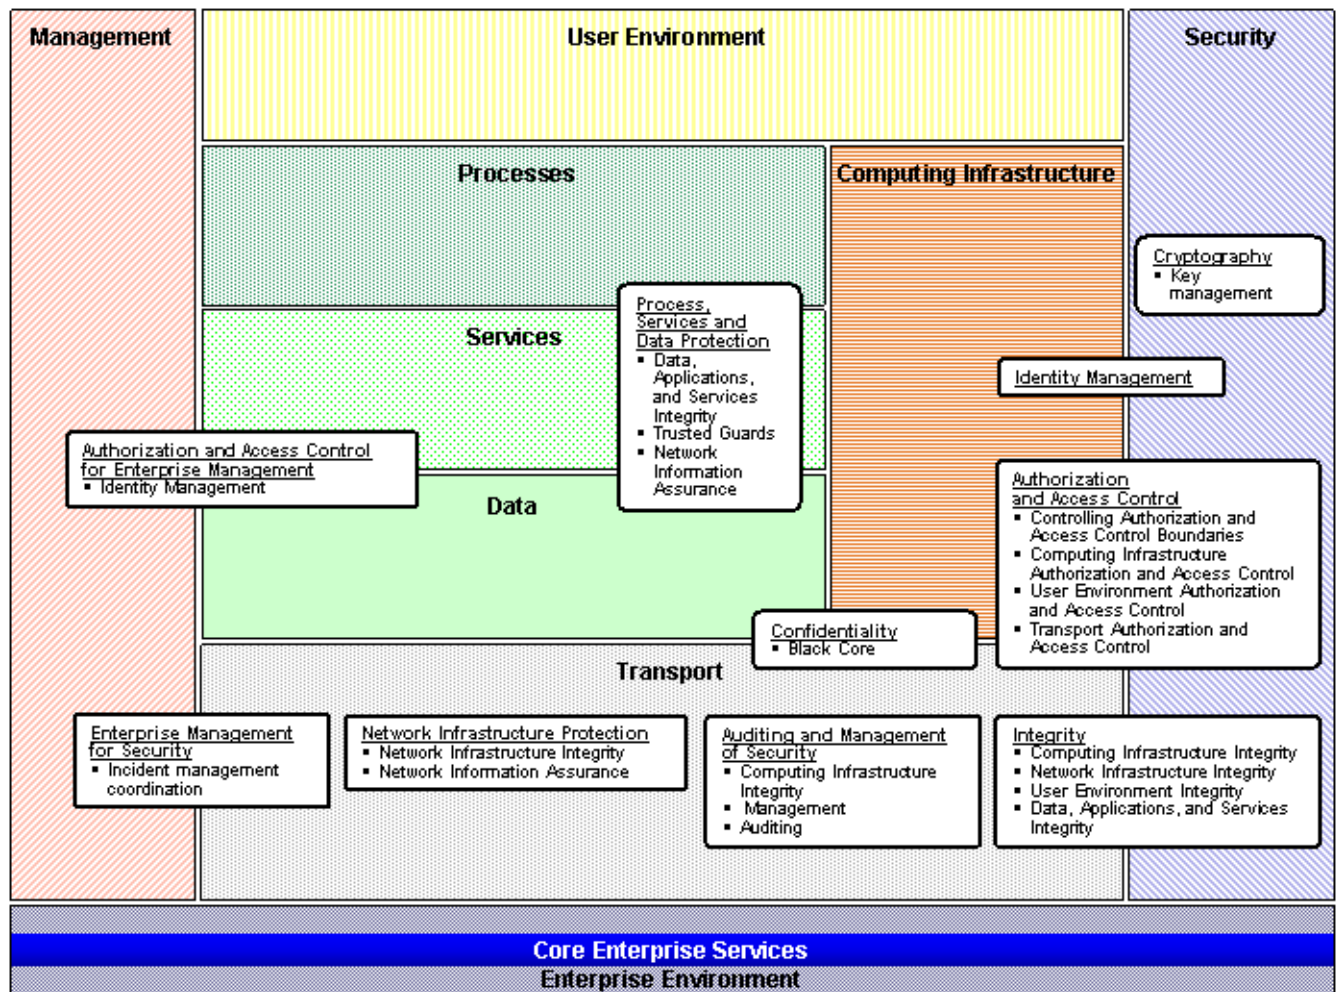 Management
User Environment
Security
Processes
Computing Infrastructure
Cryptography
▪ Key
management
Process,
Services and
Data Protection
▪ Data,
Applications,
and Services
Integrity
▪ Trusted Guards
▪ Network
Information
Assurance
Services
Identity Management
Authorization and Access Control
for Enterprise Management
▪ Identity Management
Data
Authorization
and Access Control
▪ Controlling Authorization and
Access Control Boundaries
▪ Computing Infrastructure
Authorization and Access Control
▪ User Environment Authorization
and Access Control
▪ Transport Authorization and
Access Control
Confidentiality
▪ Black Core
Transport
Enterprise Management
for Security
▪ Incident management
coordination
Network Infrastructure Protection
▪ Network Infrastructure Integrity
▪ Network Information Assurance
Auditing and Management
of Security
▪ Computing Infrastructure
Integrity
▪ Management
▪ Auditing
Integrity
▪ Computing Infrastructure Integrity
▪ Network Infrastructure Integrity
▪ User Environment Integrity
▪ Data, Applications, and Services
Integrity
Core Enterprise Services
Enterprise Environment